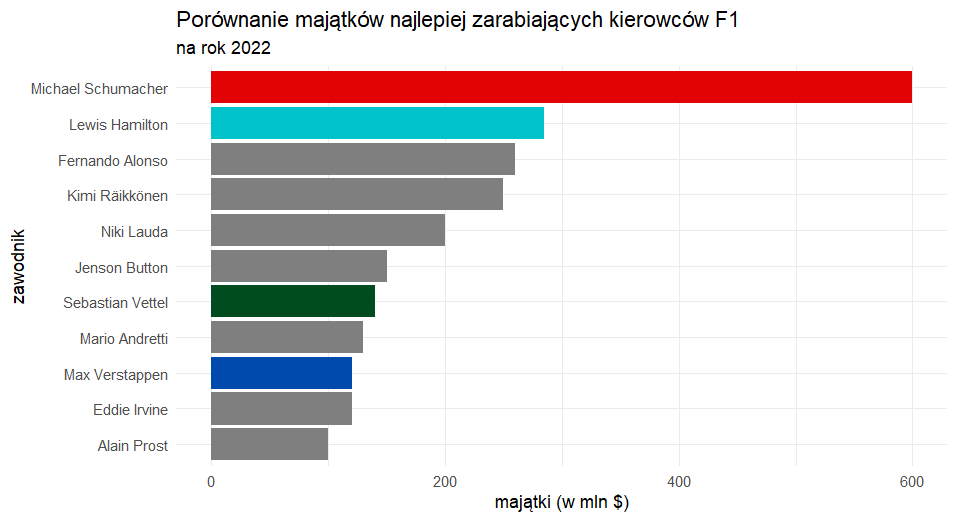 Porównanie majątków najlepiej zarabiających kierowców F1
na rok 2022
zawodnik
Michael Schumacher
Lewis Hamilton
Fernando Alonso
Kimi Räikkönen
Niki Lauda
Jenson Button
Sebastian Vettel
Mario Andretti
Max Verstappen
Eddie Irvine
Alain Prost
0 200 400 600
majątki (w mln $)